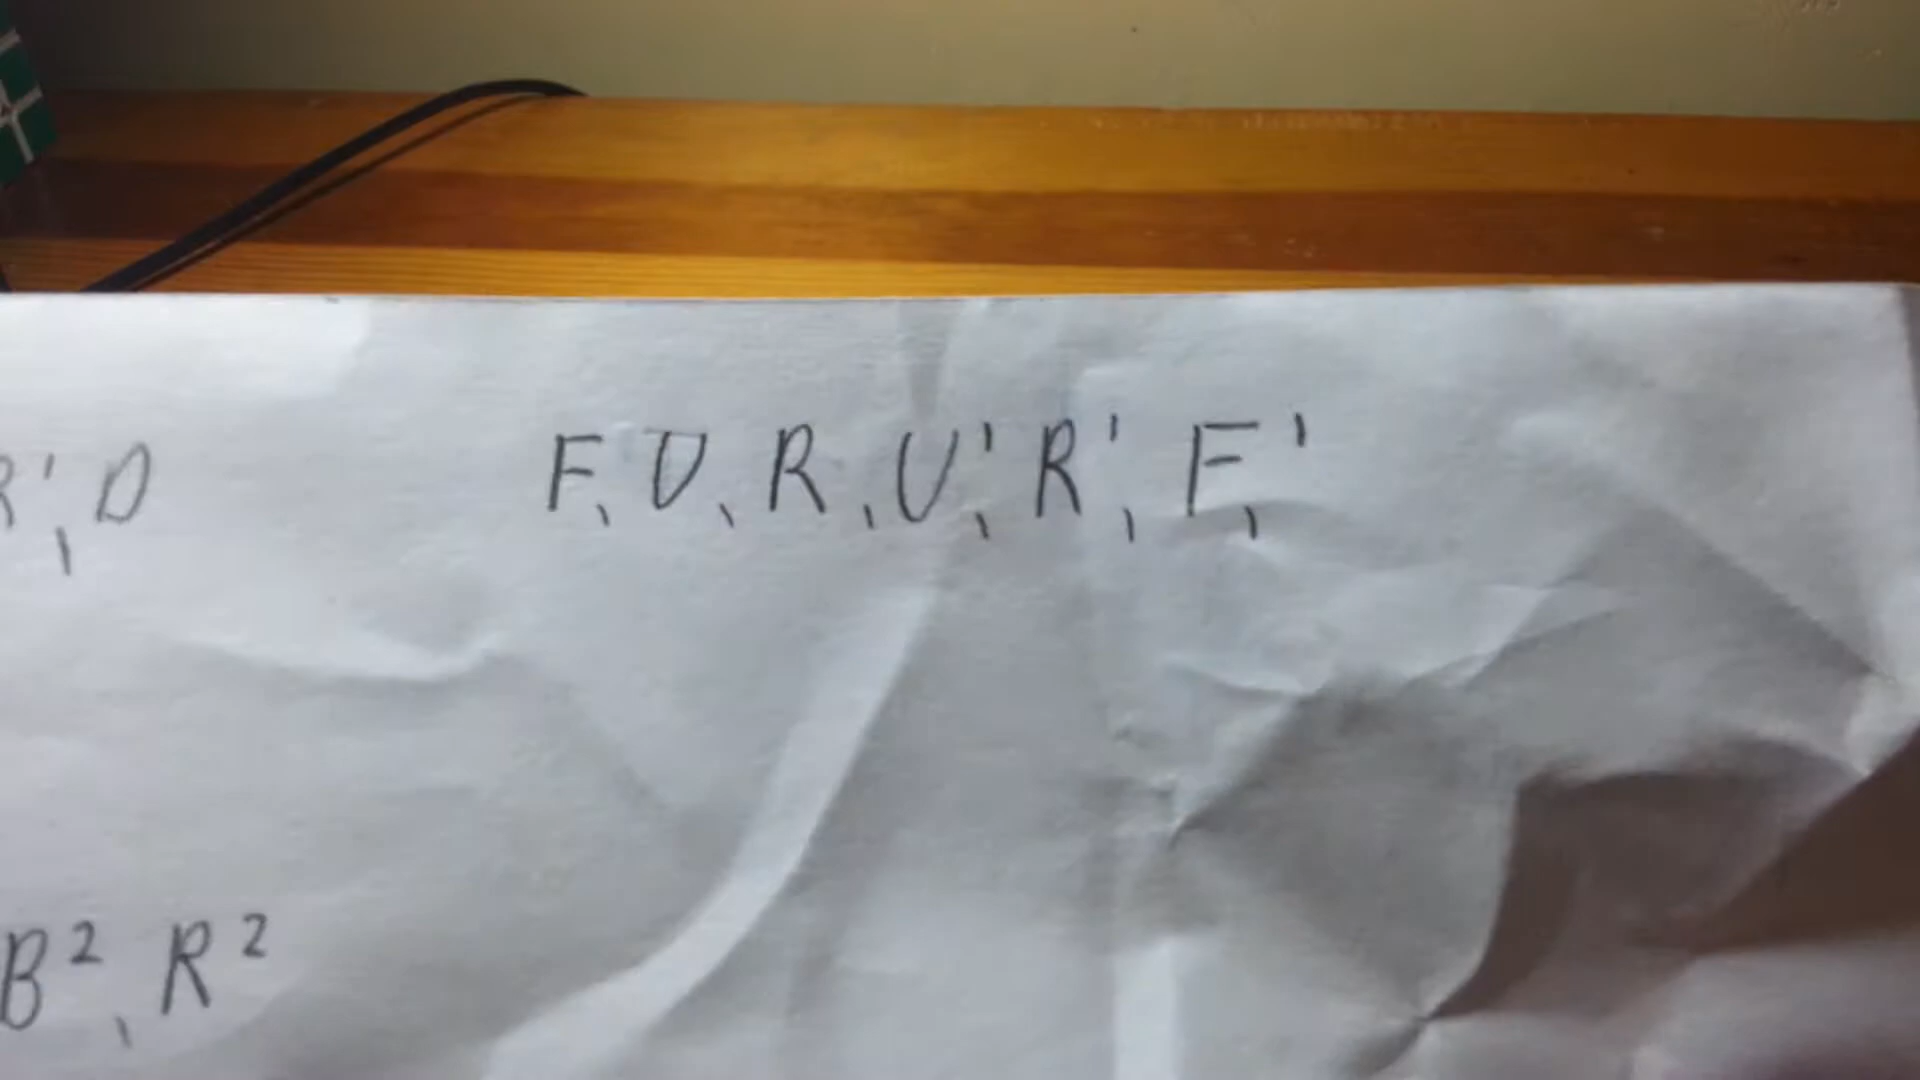 R', D F, U, R, U', R', F,'
B², R²